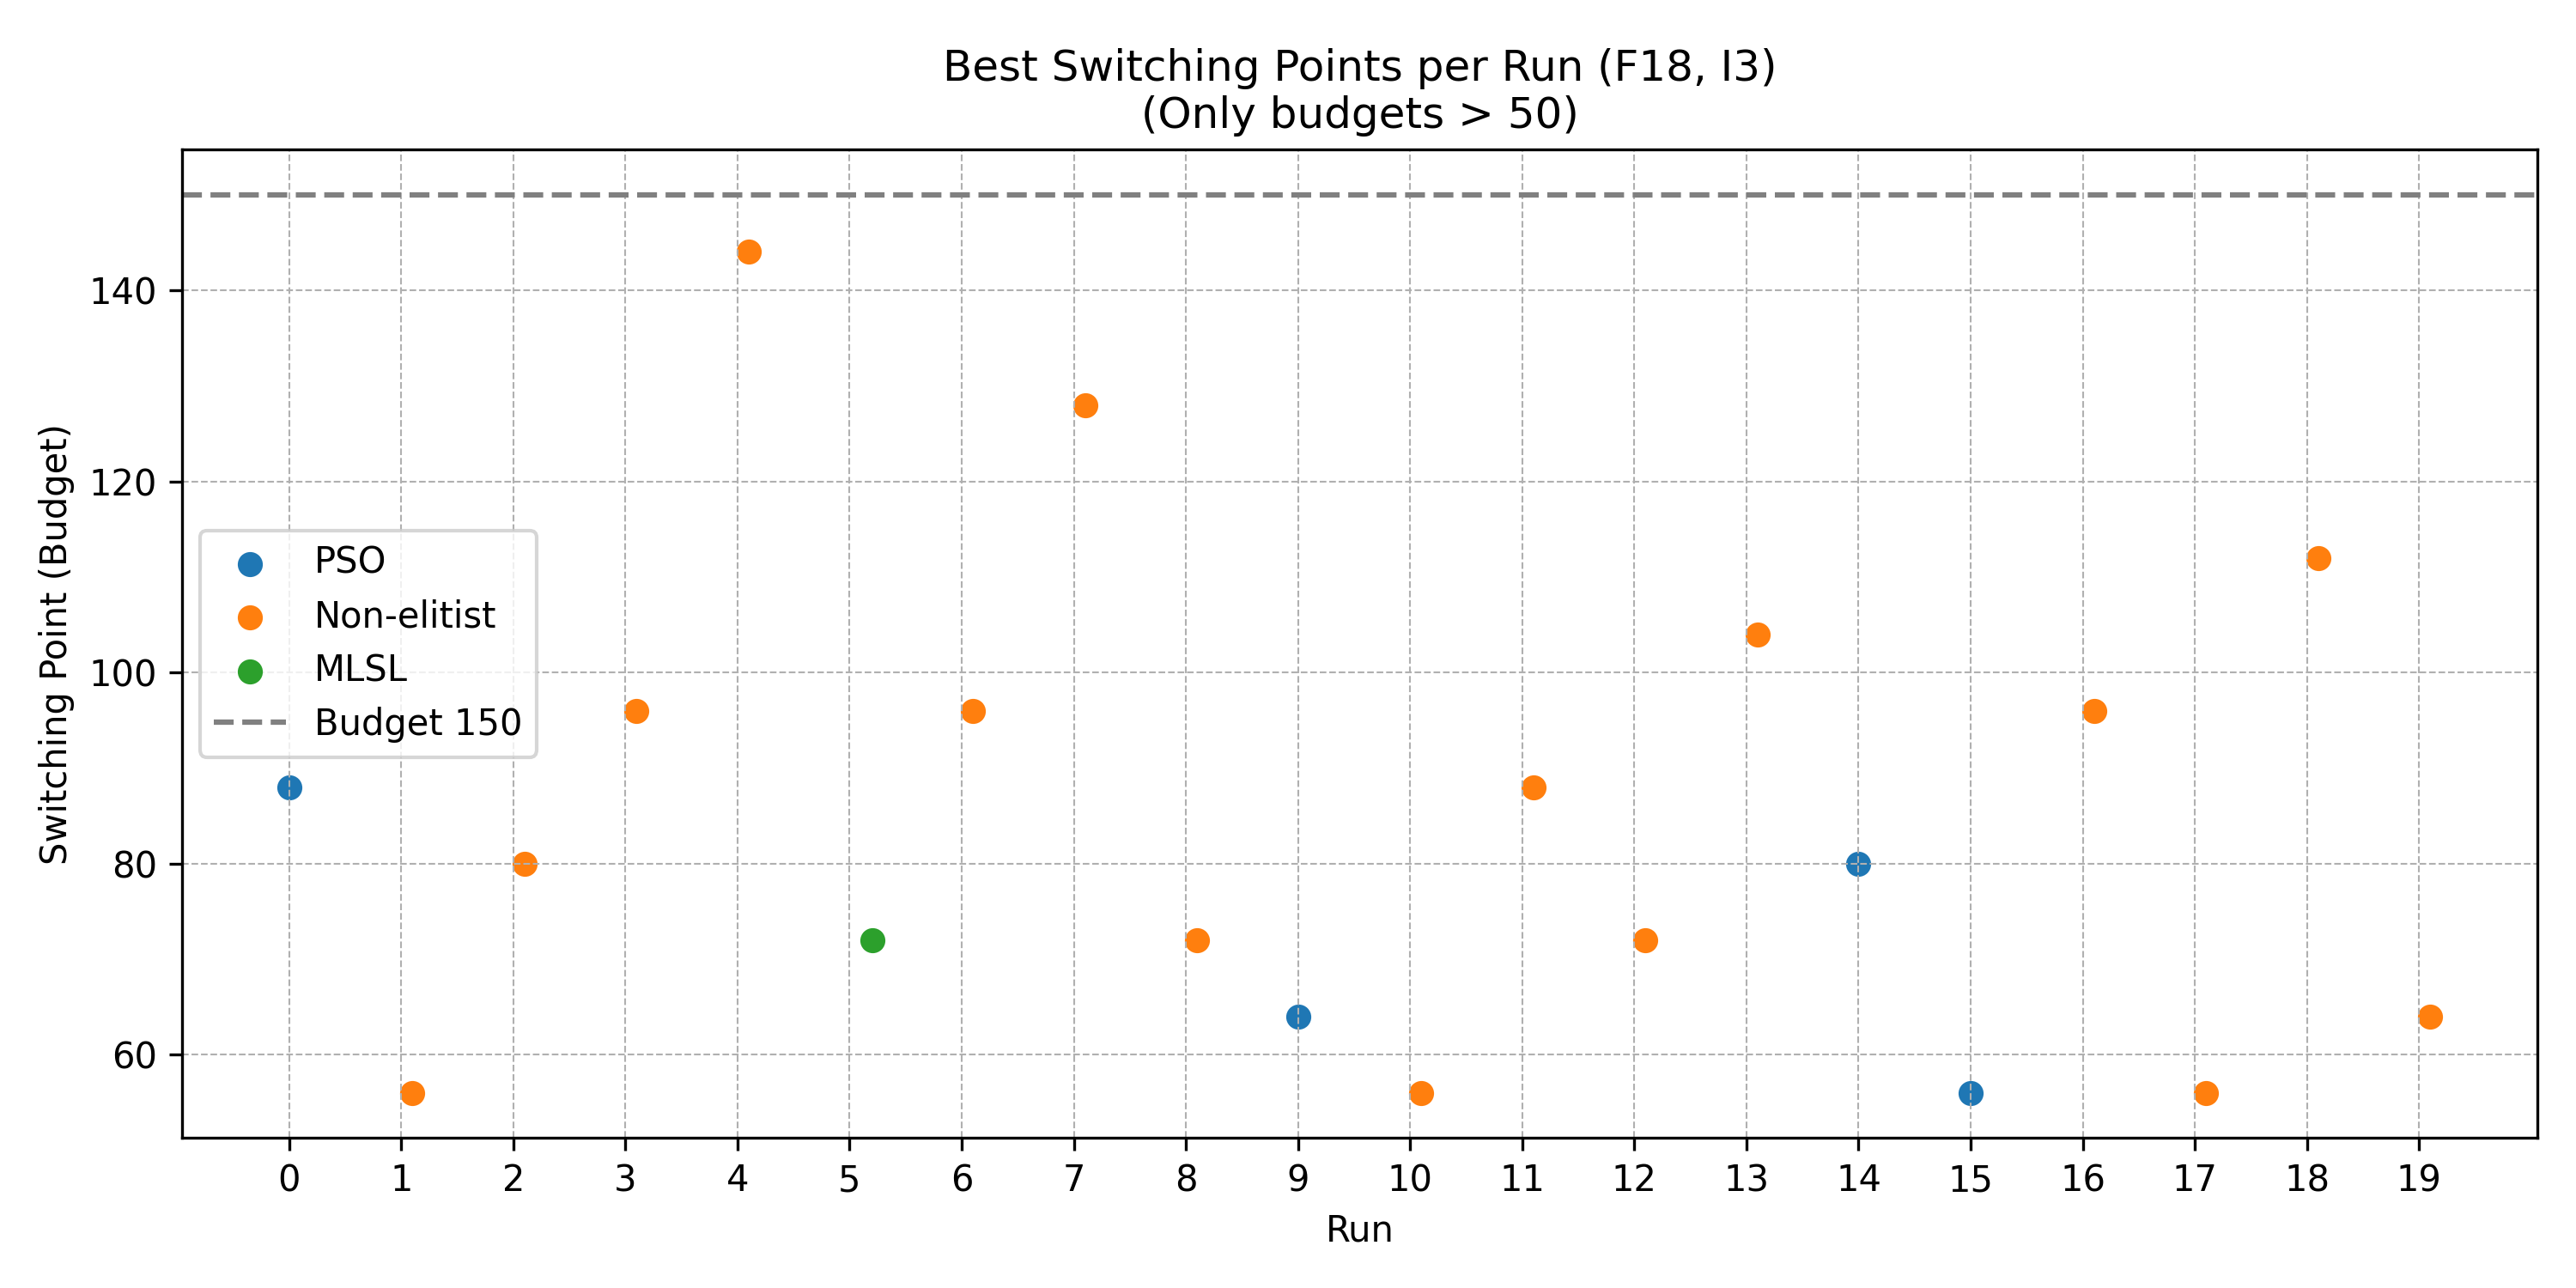 Best Switching Points per Run (F18, I3)
(Only budgets > 50)
Switching Point (Budget)
140
120
100
80
60
PSO
Non-elitist
MLSL
Budget 150
0 1 2 3 4 5 6 7 8 9 10 11 12 13 14 15 16 17 18 19
Run